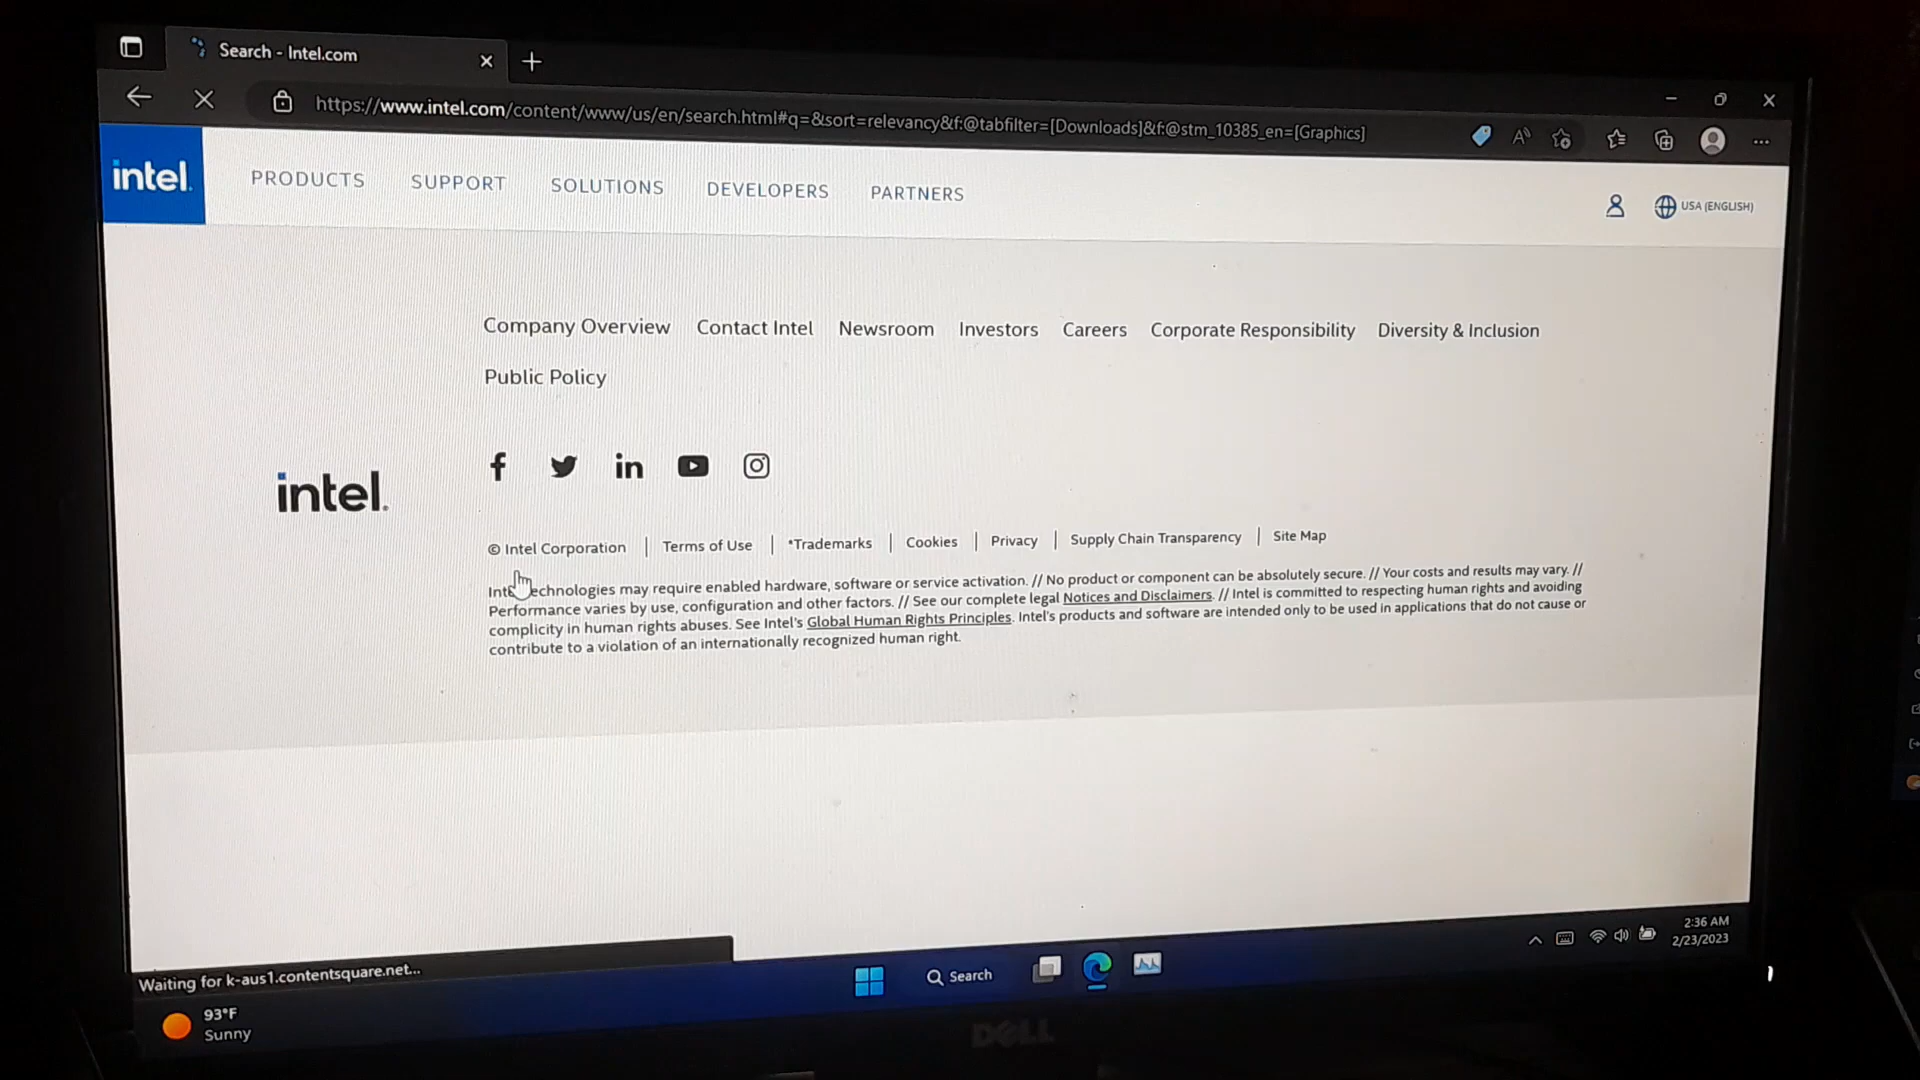 Search - Intel.com
https://www.intel.com/content/www/us/en/search.html#q=&sort=relevancy&f:@tabfilter=[Downloads]&f:@stm_10385_en=[Graphics]
intel.
PRODUCTS SUPPORT SOLUTIONS DEVELOPERS PARTNERS
USA (ENGLISH)
Company Overview Contact Intel Newsroom Investors Careers Corporate Responsibility Diversity & Inclusion
Public Policy
intel.
© Intel Corporation | Terms of Use | *Trademarks | Cookies | Privacy | Supply Chain Transparency | Site Map
Intel technologies may require enabled hardware, software or service activation. // No product or component can be absolutely secure. // Your costs and results may vary. //
Performance varies by use, configuration and other factors. // See our complete legal Notices and Disclaimers. // Intel is committed to respecting human rights and avoiding
complicity in human rights abuses. See Intel's Global Human Rights Principles. Intel's products and software are intended only to be used in applications that do not cause or
contribute to a violation of an internationally recognized human right.
Waiting for k-aus1.contentsquare.net...
93°F
Sunny
Search
2:36 AM
2/23/2023
DELL